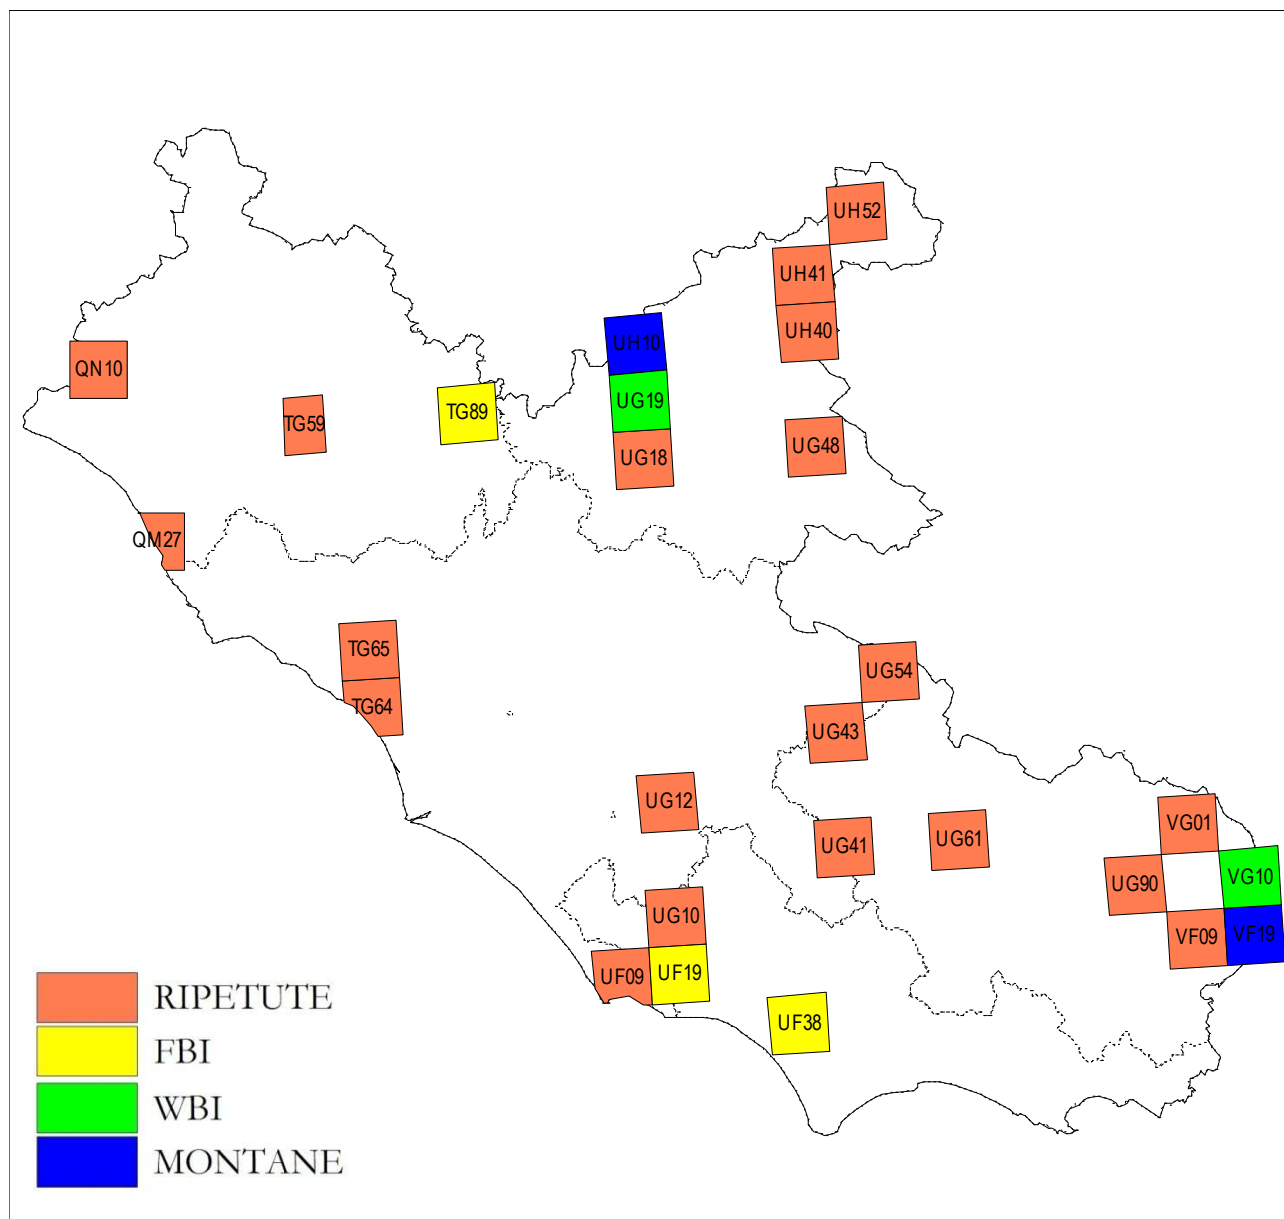 UH52
UH41
UH40
UH10
QN10
UG19
TG59
TG89
UG18
UG48
QM27
TG65
UG54
TG64
UG43
UG12
VG01
UG41
UG61
UG90
VG10
UG10
VF09
VF19
UF09
UF19
UF38
RIPETUTE
FBI
WBI
MONTANE